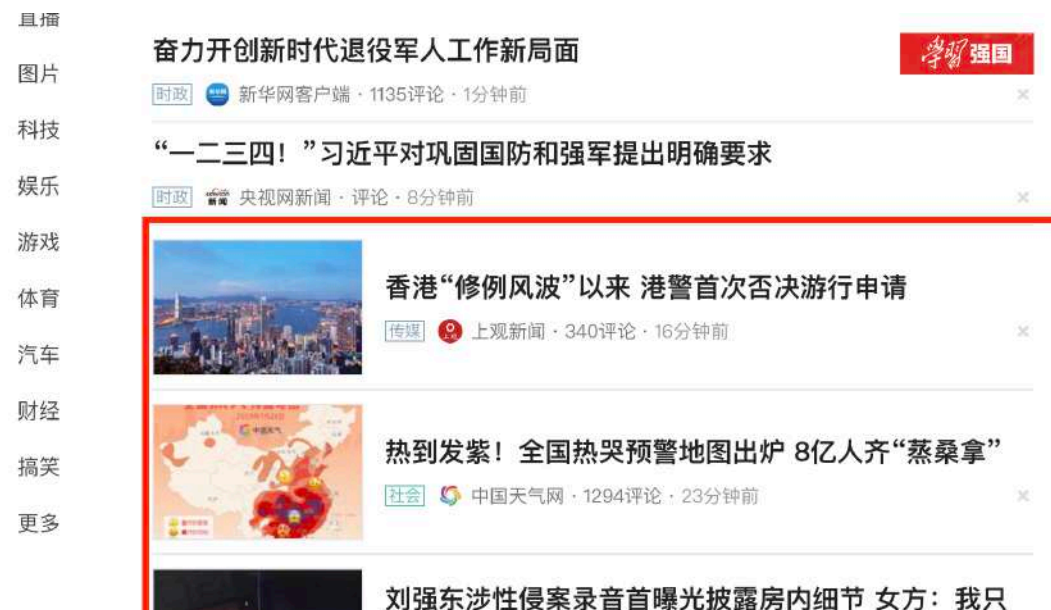 直播
图片
科技
娱乐
游戏
体育
汽车
财经
搞笑
更多
奋力开创新时代退役军人工作新局面
学习强国
时政 新华网客户端 · 1135评论 · 1分钟前
“一二三四！”习近平对巩固国防和强军提出明确要求
时政 新闻 央视网新闻 · 评论 · 8分钟前
香港“修例风波”以来 港警首次否决游行申请
传媒 上观 上观新闻 · 340评论 · 16分钟前
中国天气
热到发紫！全国热哭预警地图出炉 8亿人齐“蒸桑拿”
社会 中国天气网 · 1294评论 · 23分钟前
刘强东涉性侵案录音首曝光披露房内细节 女方：我只